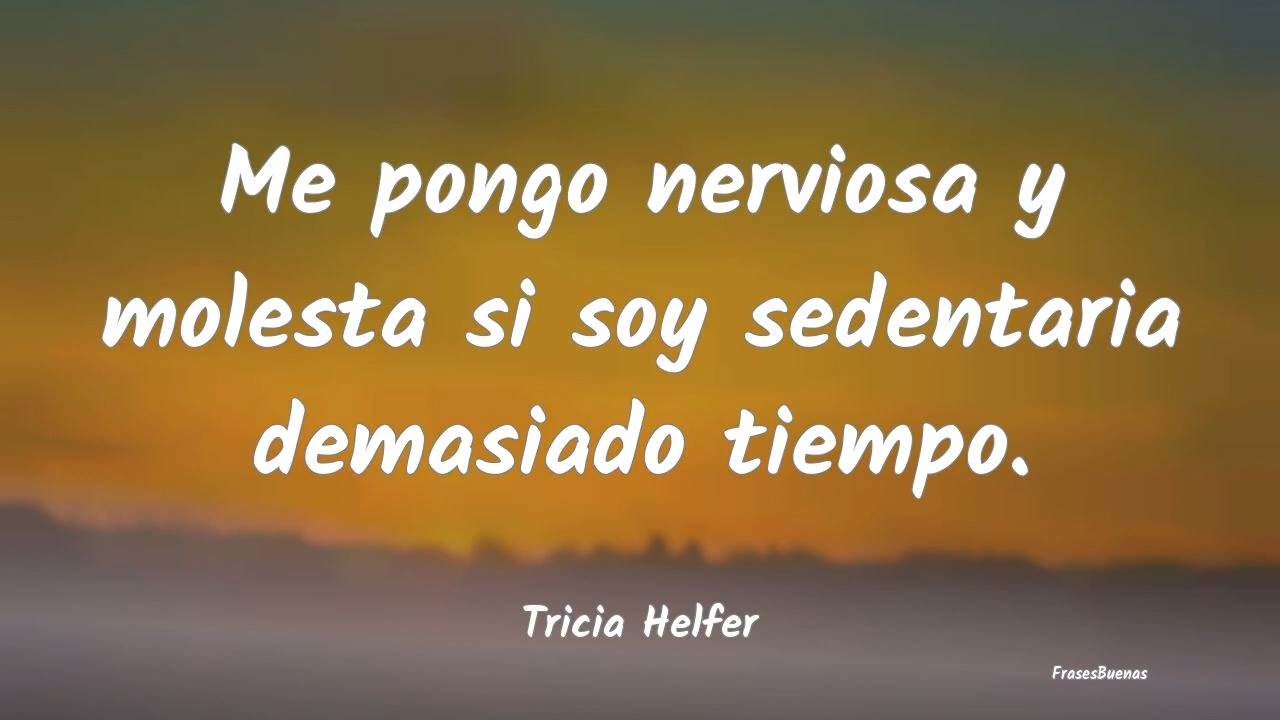 Me pongo nerviosa y
molesta si soy sedentaria
demasiado tiempo.
Tricia Helfer
FrasesBuenas